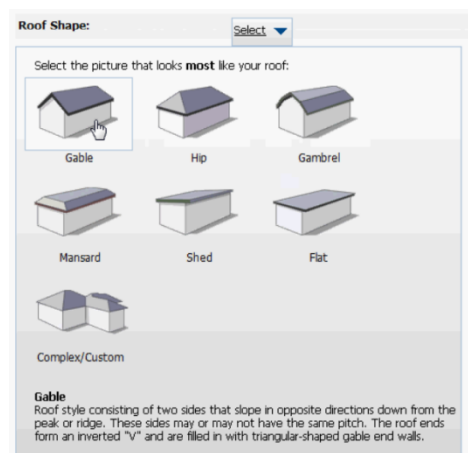 Roof Shape:
Select
Select the picture that looks most like your roof:
Gable Hip Gambrel
Mansard Shed Flat
Complex/Custom
Gable
Roof style consisting of two sides that slope in opposite directions down from the
peak or ridge. These sides may or may not have the same pitch. The roof ends
form an inverted "V" and are filled in with triangular-shaped gable end walls.